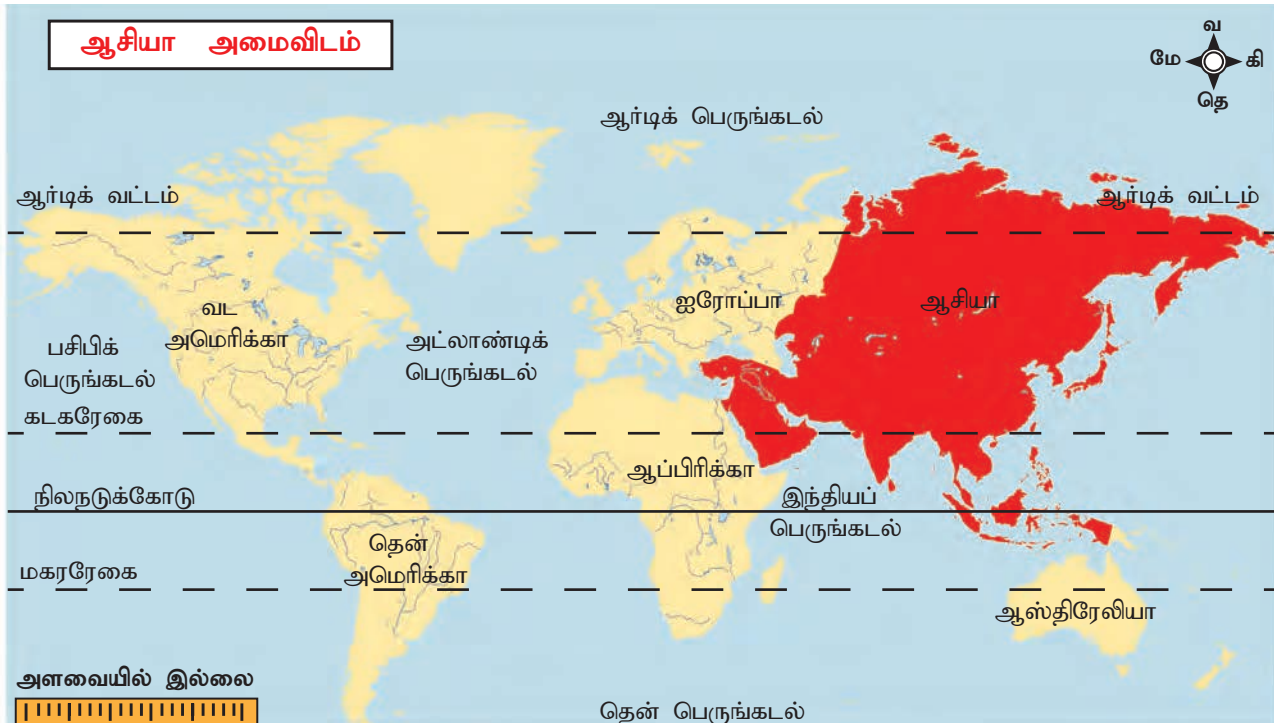 ஆசியா அமைவிடம்
வ
மே கி
தெ
ஆர்டிக் பெருங்கடல்
ஆர்டிக் வட்டம்
ஆர்டிக் வட்டம்
வட
அமெரிக்கா
ஐரோப்பா
ஆசியா
பசிபிக்
பெருங்கடல்
அட்லாண்டிக்
பெருங்கடல்
கடகரேகை
ஆப்பிரிக்கா
நிலநடுக்கோடு
இந்தியப்
பெருங்கடல்
தென்
அமெரிக்கா
மகரரேகை
ஆஸ்திரேலியா
அளவையில் இல்லை
தென் பெருங்கடல்